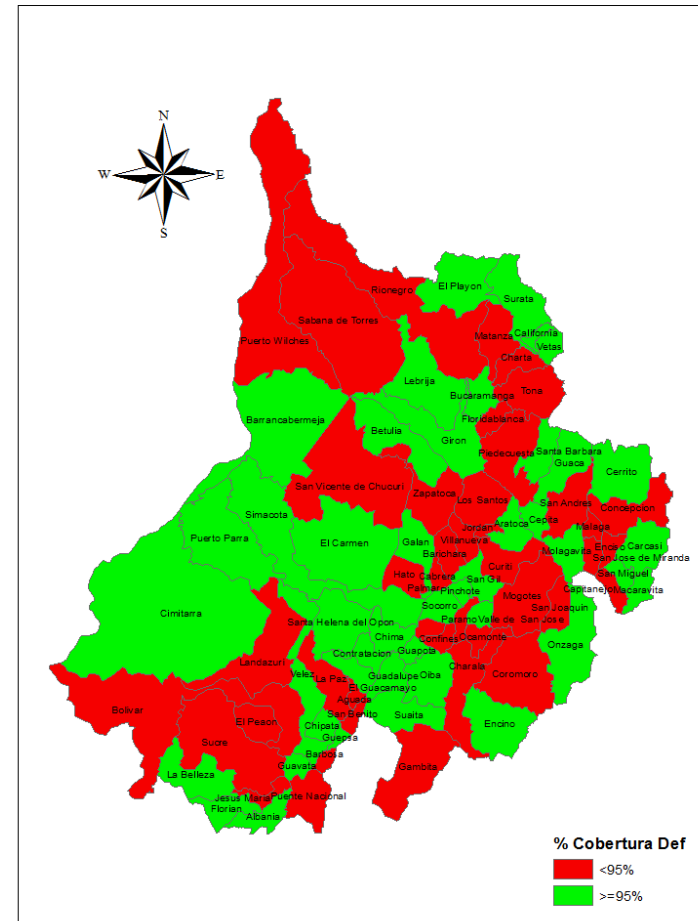 N
W E
S
El Playon
Rionegro
Surata
Sabana de Torres
California
Matanza
Vetas
Puerto Wilches
Charta
Lebrija
Tona
Bucaramanga
Barrancabermeja
Floridablanca
Betulia
Giron
Piedecuesta
Santa Barbara
Guaca
Cerrito
San Vicente de Chucuri
Zapatoca
Los Santos
San Andres
Concepcion
Simacota
Jordan
Aratoca
Cepita
Malaga
Puerto Parra
El Carmen
Galan
Villanueva
Enciso
Carcasi
Barichara
Molagavita
San Jose de Miranda
Curiti
Hato
Cabrera
San Gil
San Miguel
Palmar
Pinchote
Mogotes
Capitanejo
Macaravita
Cimitarra
Socorro
San Joaquin
Santa Helena del Opon
Paramo
Valle de San Jose
Chima
Confines
Ocamonte
Onzaga
Contratacion
Guapota
Landazuri
Charala
Velez
La Paz
Guadalupe
Oiba
Coromoro
El Guacamayo
Aguada
Bolivar
San Benito
Suaita
El Peñon
Chipata
Encino
Guepsa
Sucre
Barbosa
Guavata
Gambita
La Belleza
Jesus Maria
Puente Nacional
Florian
Albania
% Cobertura Def
<95%
>=95%